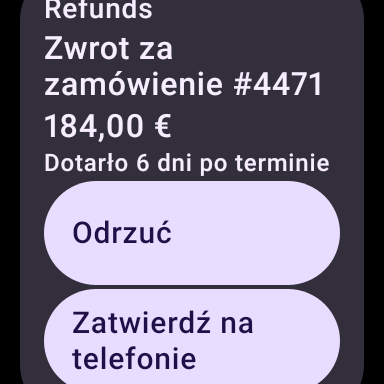 Refunds
Zwrot za
zamówienie #4471
184,00 €
Dotarło 6 dni po terminie
Odrzuć
Zatwierdź na
telefonie